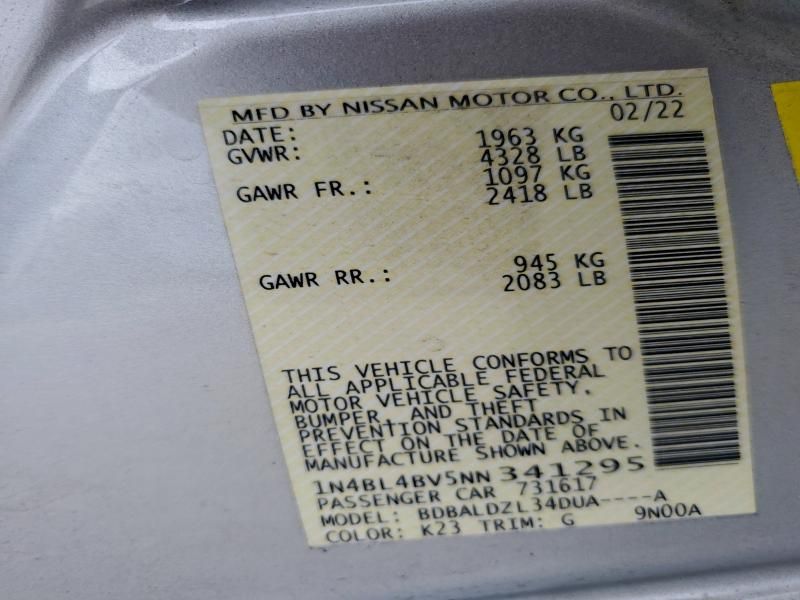 MFD BY NISSAN MOTOR CO., LTD.
DATE: 02/22
GVWR: 1963 KG
4328 LB
GAWR FR.: 1097 KG
2418 LB
GAWR RR.: 945 KG
2083 LB
THIS VEHICLE CONFORMS TO
ALL APPLICABLE FEDERAL
MOTOR VEHICLE SAFETY,
BUMPER, AND THEFT
PREVENTION STANDARDS IN
EFFECT ON THE DATE OF
MANUFACTURE SHOWN ABOVE.
1N4BL4BV5NN341295
PASSENGER CAR 731617
MODEL: BDBALDZL34DUA----A
COLOR: K23 TRIM: G 9N00A